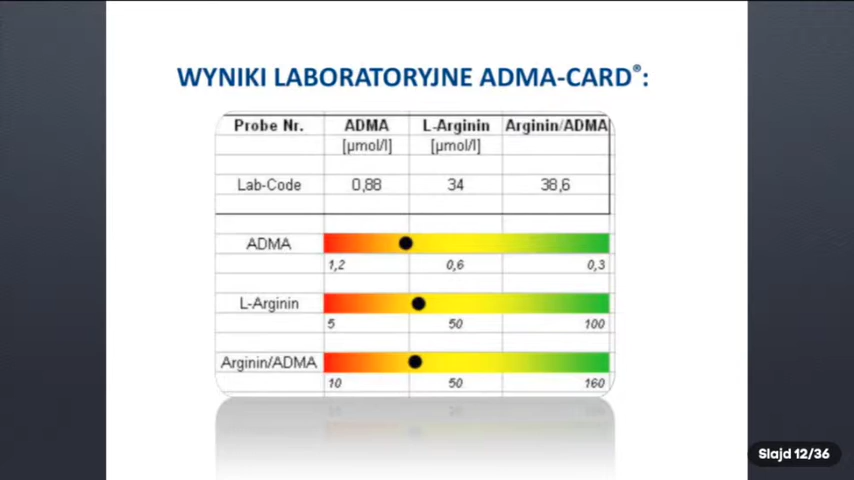 WYNIKI LABORATORYJNE ADMA-CARD®:
Probe Nr. ADMA L-Arginin Arginin/ADMA
[µmol/l] [µmol/l]
Lab-Code 0,88 34 38,6
ADMA
1,2 0,6 0,3
L-Arginin
5 50 100
Arginin/ADMA
10 50 160
Slajd 12/36